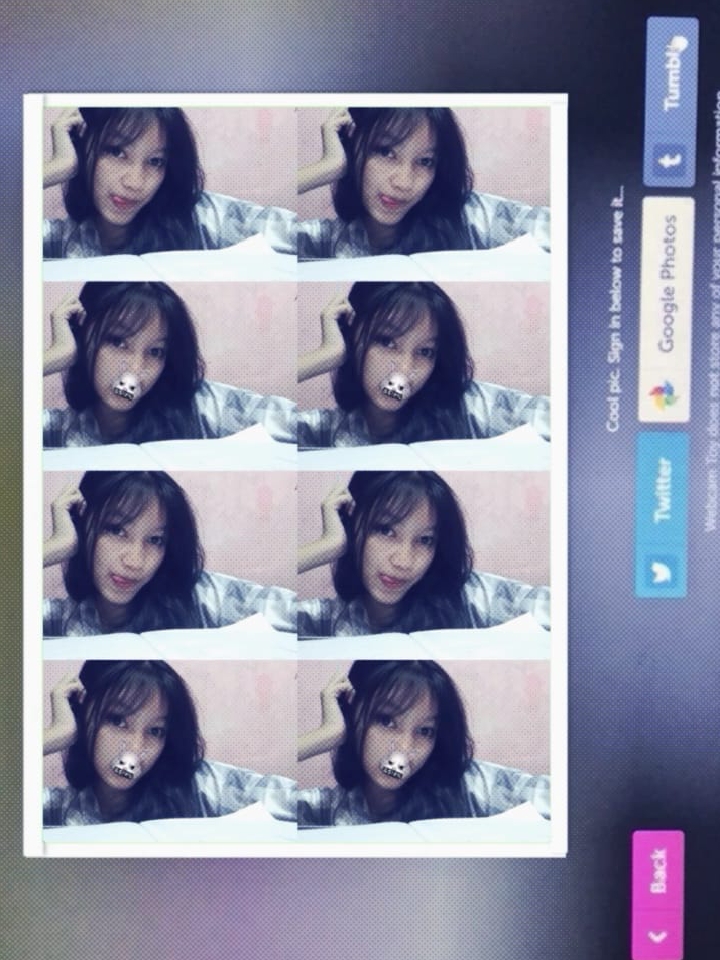 Cool pic. Sign in below to save it...
Twitter
Google Photos
Tumblr
Webcam Toy does not store any of your personal information
Back